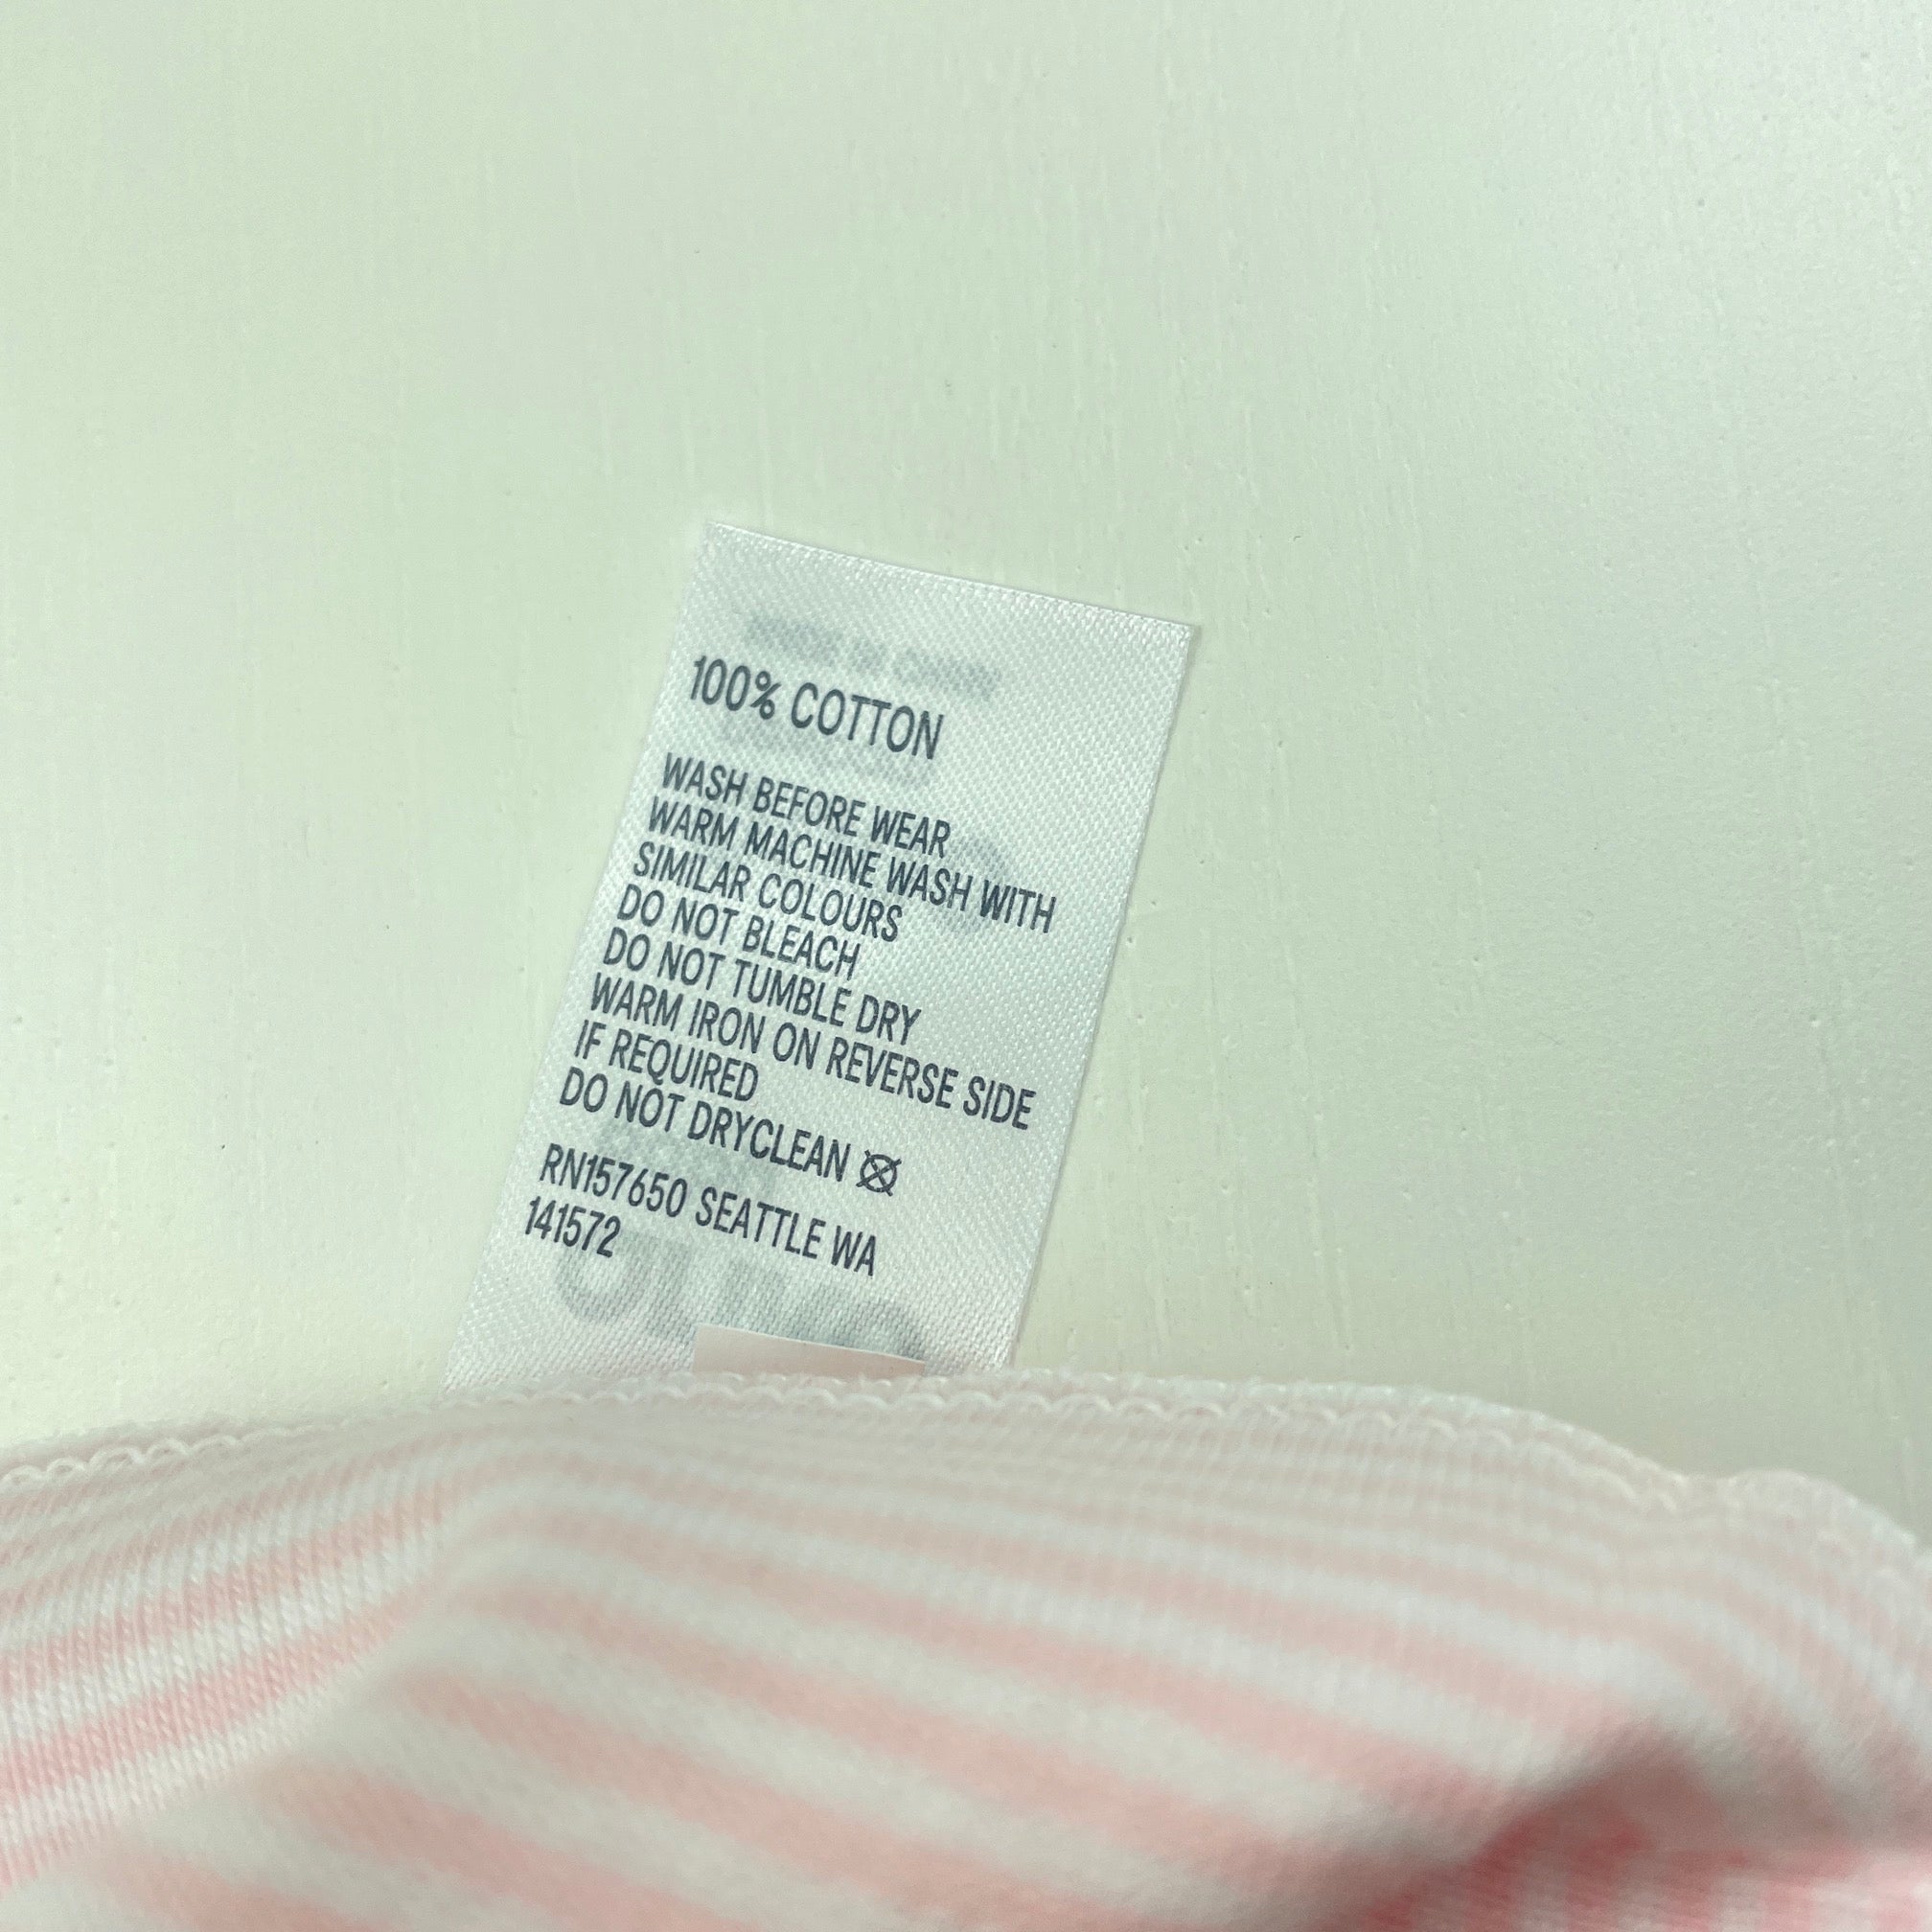 100% COTTON
WASH BEFORE WEAR
WARM MACHINE WASH WITH
SIMILAR COLOURS
DO NOT BLEACH
DO NOT TUMBLE DRY
WARM IRON ON REVERSE SIDE
IF REQUIRED
DO NOT DRYCLEAN
RN157650 SEATTLE WA
141572